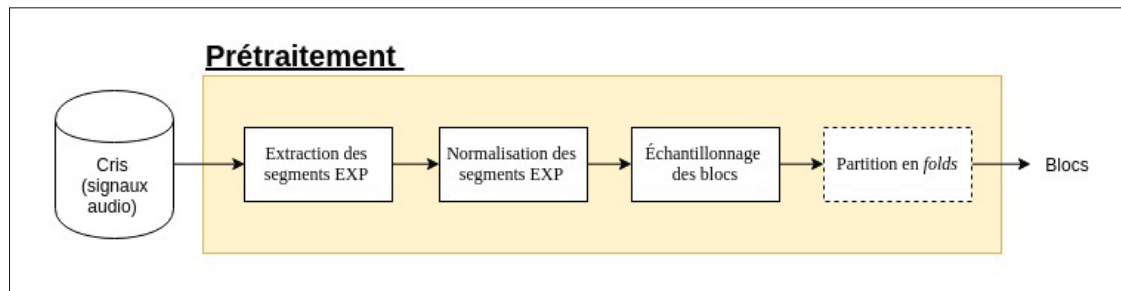 Prétraitement
Cris
(signaux
audio)
Extraction des
segments EXP
Normalisation des
segments EXP
Échantillonnage
des blocs
Partition en folds
Blocs